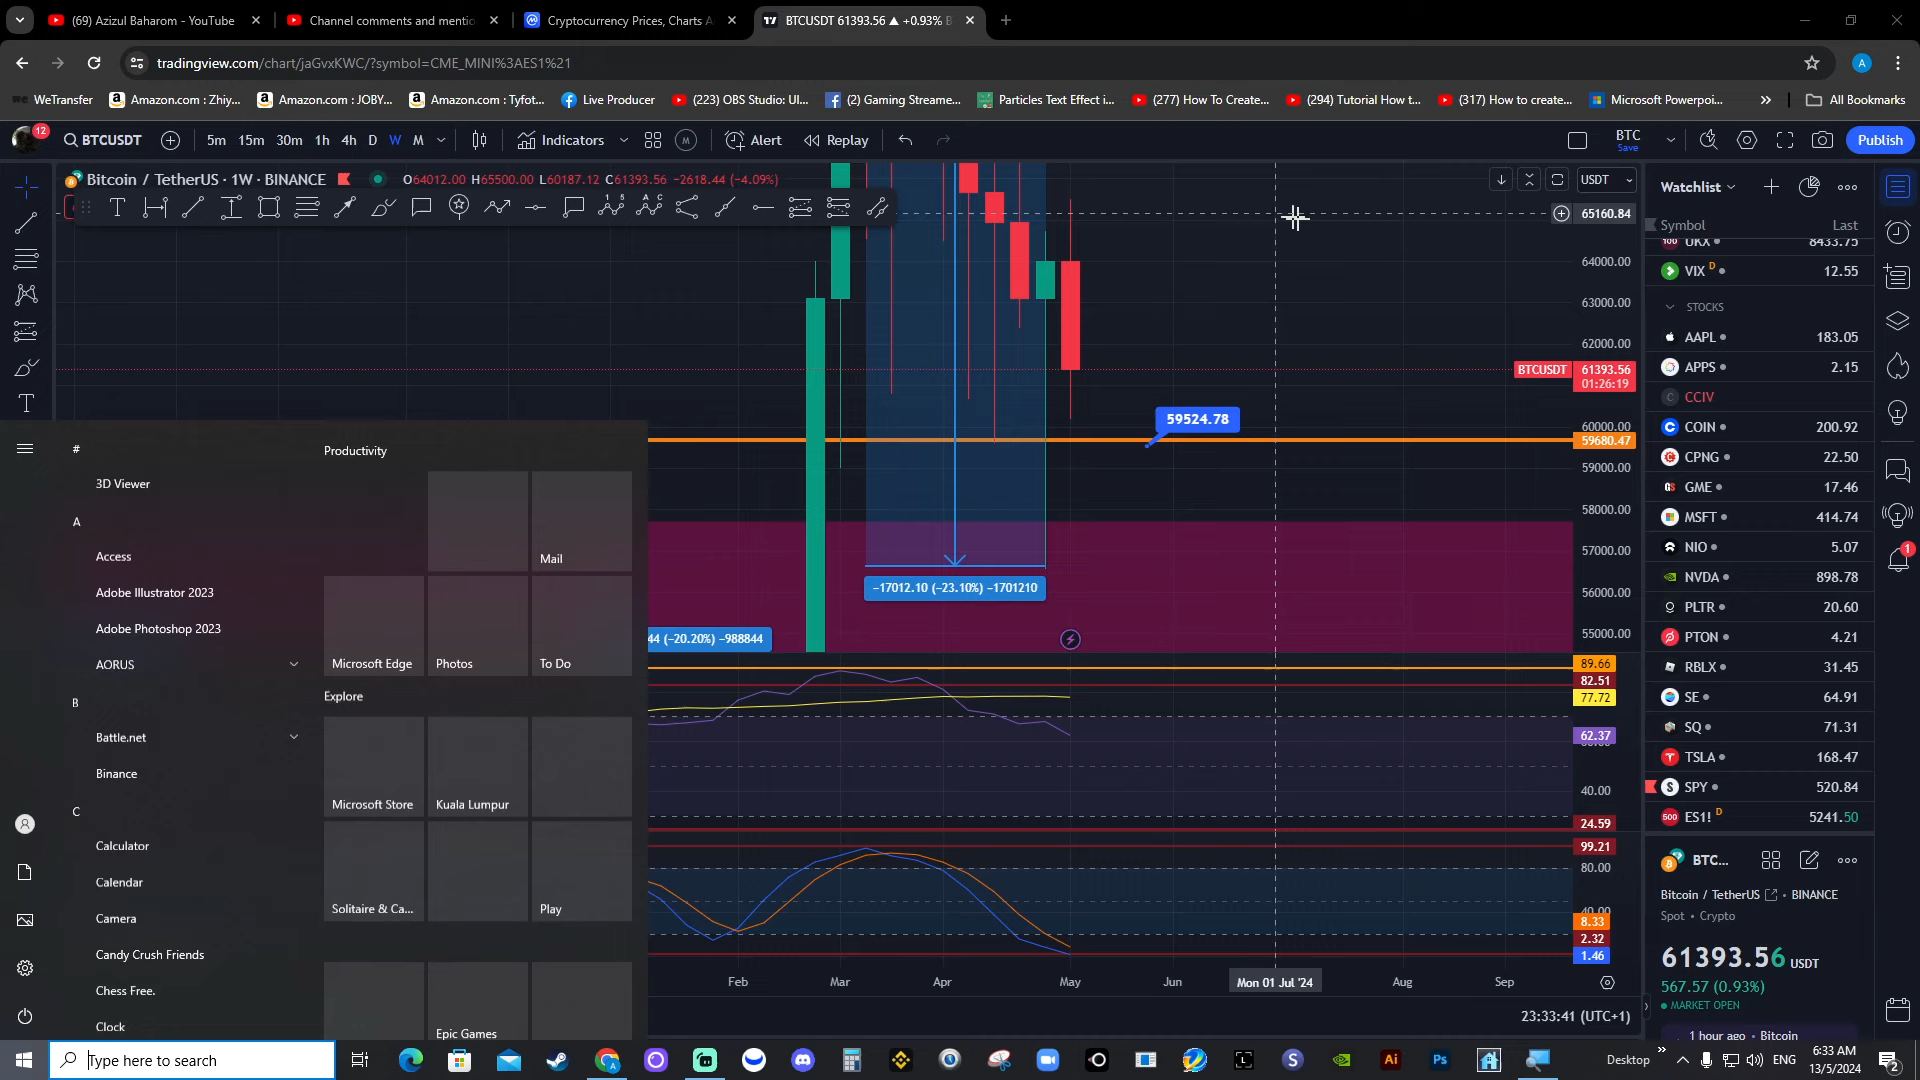 (69) Azizul Baharom - YouTube
Channel comments and mentio
Cryptocurrency Prices, Charts A
BTCUSDT 61393.56 ▲ +0.93% B
tradingview.com/chart/jaGvxKWC/?symbol=CME_MINI%3AES1%21
A
WeTransfer
Amazon.com : Zhiy...
Amazon.com : JOBY...
Amazon.com : Tyfot...
Live Producer
(223) OBS Studio: Ul...
(2) Gaming Streame...
Particles Text Effect i...
(277) How To Create...
(294) Tutorial How t...
(317) How to create...
Microsoft Powerpoi...
»
All Bookmarks
12
BTCUSDT
5m 15m 30m 1h 4h D W M
Indicators
M
Alert
Replay
BTC
Save
Publish
Bitcoin / TetherUS · 1W · BINANCE
O64012.00 H65500.00 L60187.12 C61393.56 −2618.44 (−4.09%)
USDT
65160.84
64000.00
63000.00
62000.00
BTCUSDT 61393.56
01:26:19
60000.00
59680.47
59524.78
59000.00
58000.00
57000.00
56000.00
55000.00
−17012.10 (−23.10%) −1701210
44 (−20.20%) −988844
89.66
82.51
77.72
62.37
40.00
24.59
99.21
80.00
40.00
8.33
2.32
1.46
Feb Mar Apr May Jun Mon 01 Jul '24 Aug Sep
23:33:41 (UTC+1)
Watchlist
Symbol Last
UKX 8433.75
VIX D 12.55
STOCKS
AAPL 183.05
APPS 2.15
C CCIV
COIN 200.92
CPNG 22.50
GME 17.46
MSFT 414.74
NIO 5.07
NVDA 898.78
PLTR 20.60
PTON 4.21
RBLX 31.45
SE 64.91
SQ 71.31
TSLA 168.47
SPY 520.84
500 ES1! D 5241.50
1
BTC...
Bitcoin / TetherUS BINANCE
Spot • Crypto
61393.56 USDT
567.57 (0.93%)
MARKET OPEN
1 hour ago • Bitcoin
#
3D Viewer
A
Access
Adobe Illustrator 2023
Adobe Photoshop 2023
AORUS
B
Battle.net
Binance
C
Calculator
Calendar
Camera
Candy Crush Friends
Chess Free.
Clock
Productivity
Mail
Microsoft Edge
Photos
To Do
Explore
Microsoft Store
Kuala Lumpur
Solitaire & Ca...
Play
Epic Games
Type here to search
Ai
Ps
Desktop
»
ENG
6:33 AM
13/5/2024
2